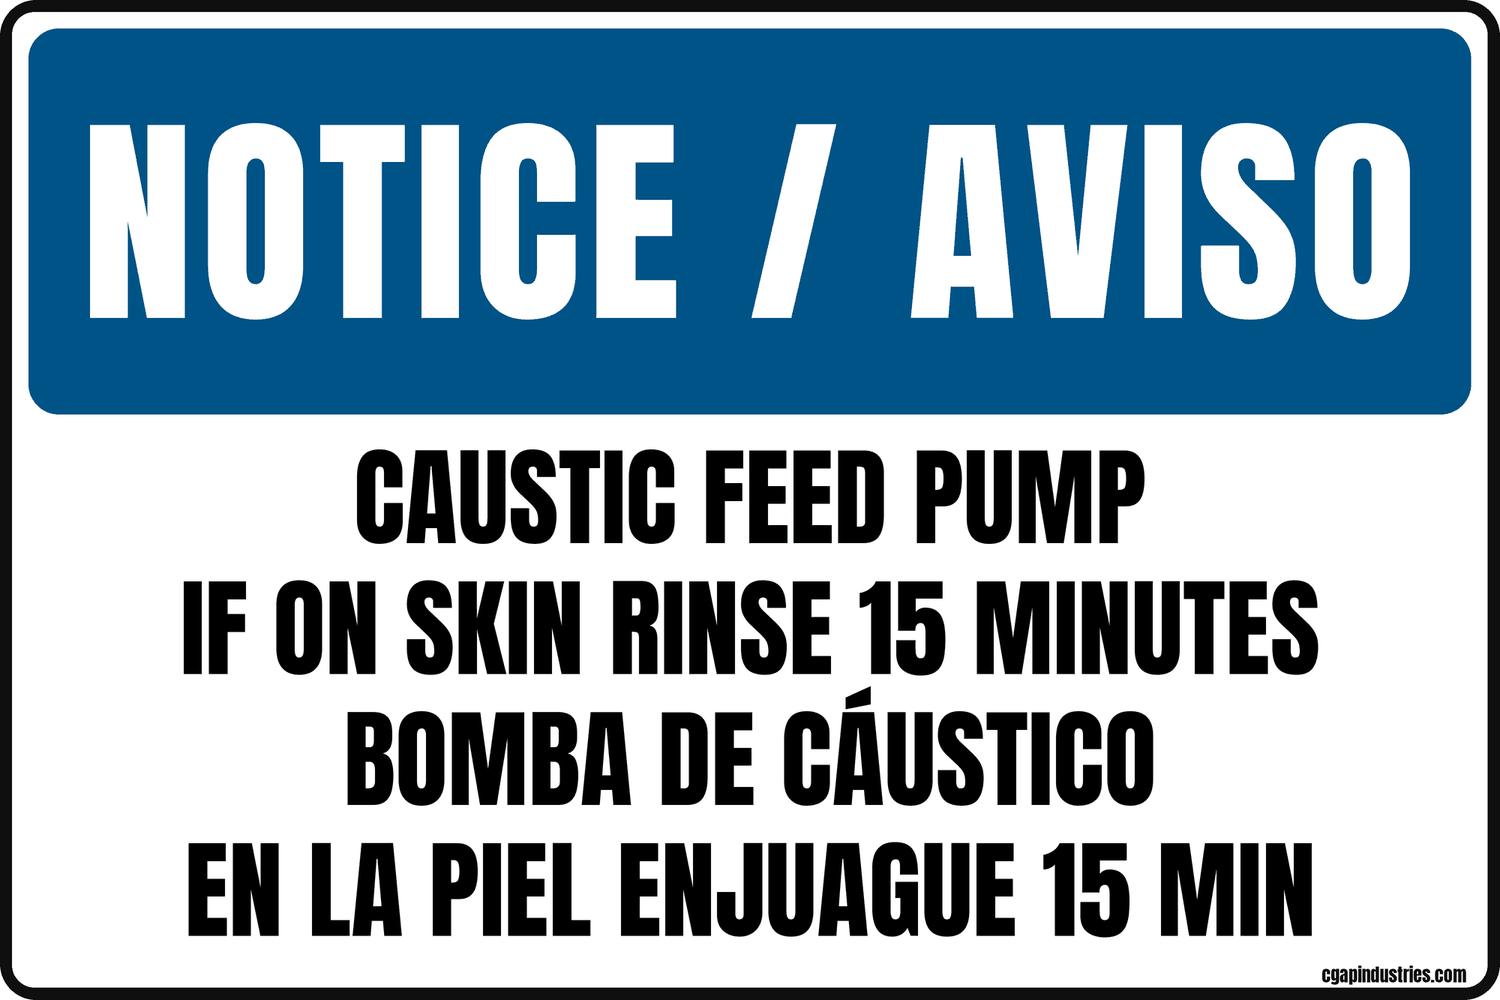 NOTICE / AVISO
CAUSTIC FEED PUMP
IF ON SKIN RINSE 15 MINUTES
BOMBA DE CÁUSTICO
EN LA PIEL ENJUAGUE 15 MIN
cgapindustries.com